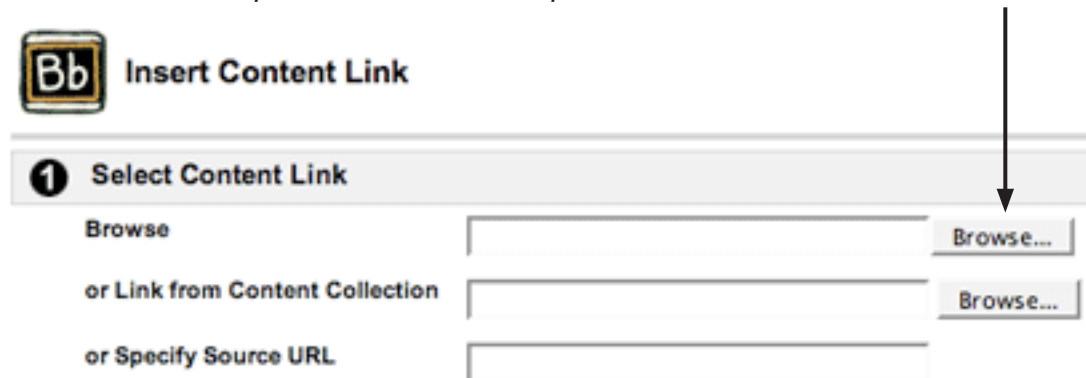 Bb Insert Content Link
1 Select Content Link
Browse Browse...
or Link from Content Collection Browse...
or Specify Source URL